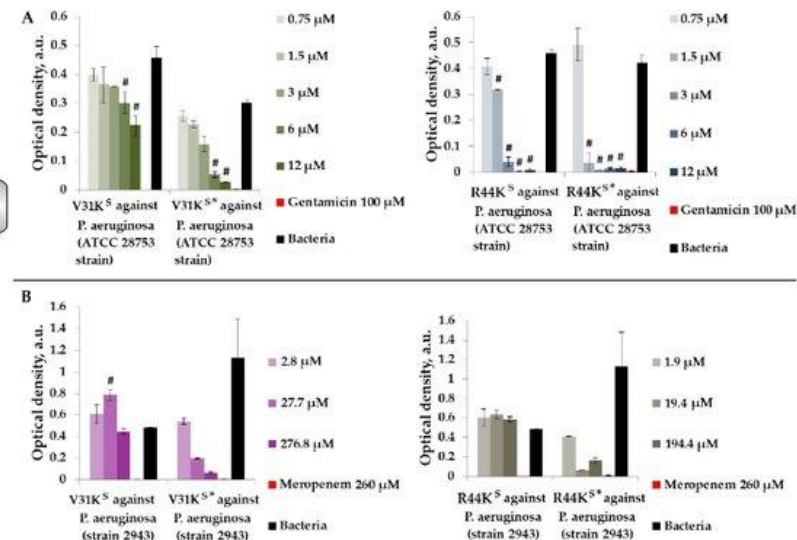 A
0.6
0.5
0.4
0.3
0.2
0.1
0
Optical density, a.u.
#
#
#
#
V31K^S against
P. aeruginosa
(ATCC 28753
strain)
V31K^S* against
P. aeruginosa
(ATCC 28753
strain)
0.75 µM
1.5 µM
3 µM
6 µM
12 µM
Gentamicin 100 µM
Bacteria
0.6
0.5
0.4
0.3
0.2
0.1
0
Optical density, a.u.
#
#
# #
#
# # #
R44K^S against
P. aeruginosa
(ATCC 28753
strain)
R44K^S* against
P. aeruginosa
(ATCC 28753
strain)
0.75 µM
1.5 µM
3 µM
6 µM
12 µM
Gentamicin 100 µM
Bacteria
B
1.6
1.4
1.2
1
0.8
0.6
0.4
0.2
0
Optical density, a.u.
#
V31K^S against
P. aeruginosa
(strain 2943)
V31K^S* against
P. aeruginosa
(strain 2943)
2.8 µM
27.7 µM
276.8 µM
Meropenem 260 µM
Bacteria
1.6
1.4
1.2
1
0.8
0.6
0.4
0.2
0
Optical density, a.u.
R44K^S against
P. aeruginosa
(strain 2943)
R44K^S* against
P. aeruginosa
(strain 2943)
1.9 µM
19.4 µM
194.4 µM
Meropenem 260 µM
Bacteria